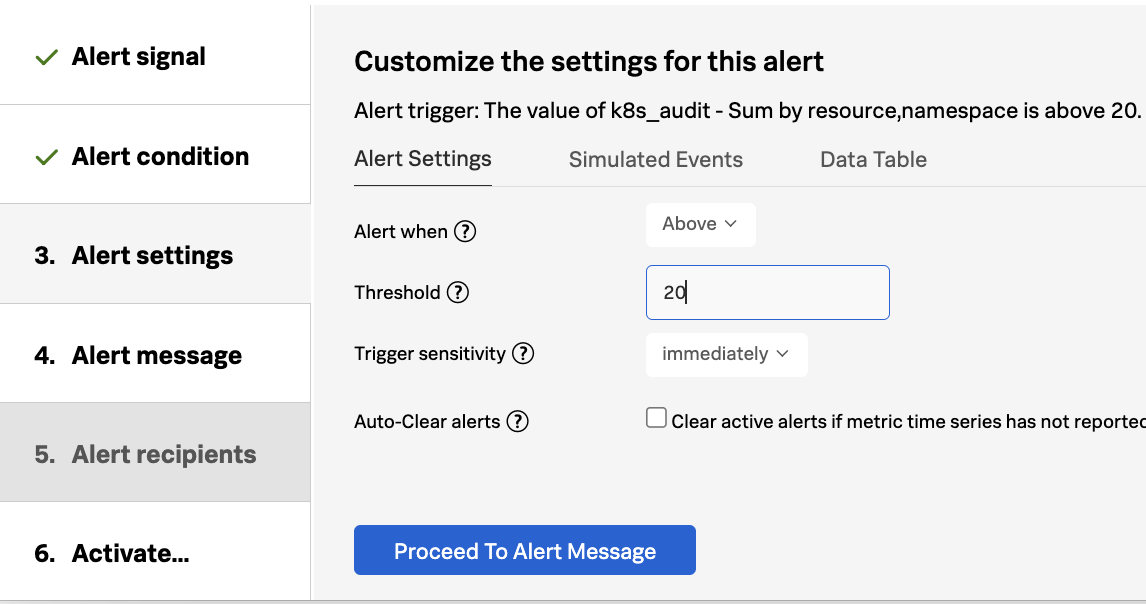 Alert signal
Alert condition
3. Alert settings
4. Alert message
5. Alert recipients
6. Activate...
Customize the settings for this alert
Alert trigger: The value of k8s_audit - Sum by resource,namespace is above 20.
Alert Settings Simulated Events Data Table
Alert when ? Above
Threshold ? 20
Trigger sensitivity ? immediately
Auto-Clear alerts ? Clear active alerts if metric time series has not reported
Proceed To Alert Message